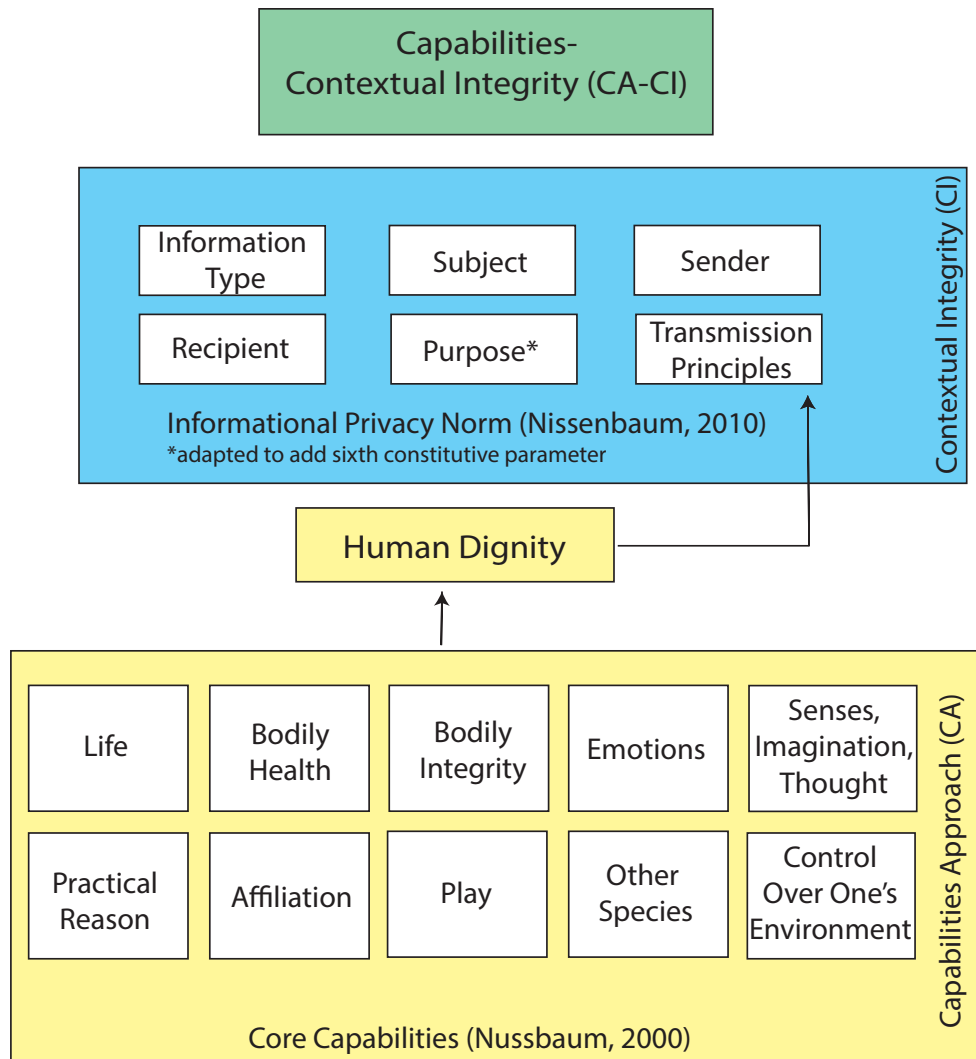 Capabilities-
Contextual Integrity (CA-CI)
Information
Type
Subject
Sender
Recipient
Purpose*
Transmission
Principles
Informational Privacy Norm (Nissenbaum, 2010)
*adapted to add sixth constitutive parameter
Contextual Integrity (CI)
Human Dignity
Life
Bodily
Health
Bodily
Integrity
Emotions
Senses,
Imagination,
Thought
Practical
Reason
Affiliation
Play
Other
Species
Control
Over One's
Environment
Core Capabilities (Nussbaum, 2000)
Capabilities Approach (CA)